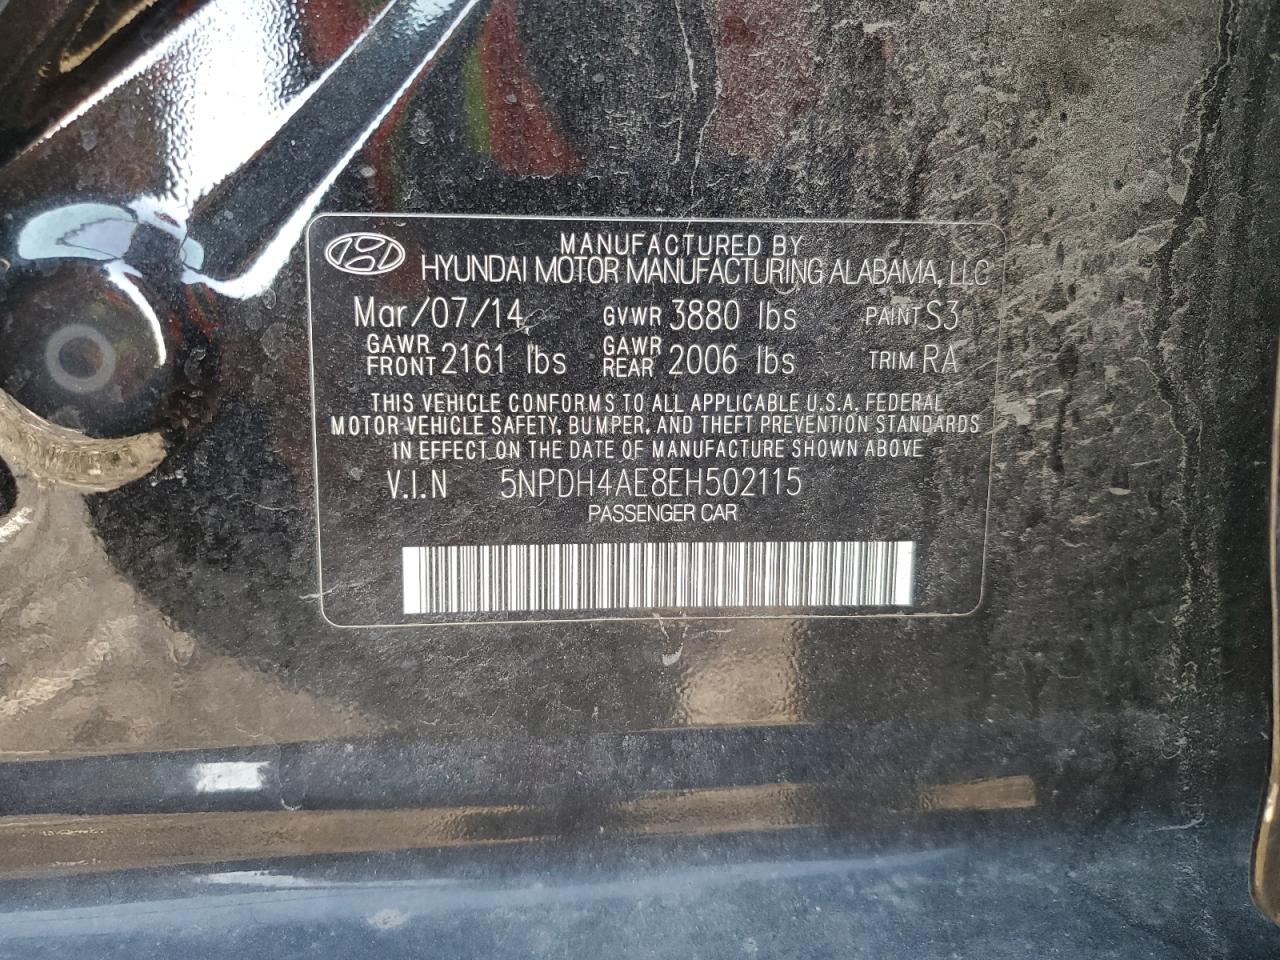 MANUFACTURED BY
HYUNDAI MOTOR MANUFACTURING ALABAMA, LLC
Mar/07/14 GVWR 3880 lbs PAINT S3
GAWR FRONT 2161 lbs GAWR REAR 2006 lbs TRIM RA
THIS VEHICLE CONFORMS TO ALL APPLICABLE U.S.A. FEDERAL
MOTOR VEHICLE SAFETY, BUMPER, AND THEFT PREVENTION STANDARDS
IN EFFECT ON THE DATE OF MANUFACTURE SHOWN ABOVE
V.I.N 5NPDH4AE8EH502115
PASSENGER CAR